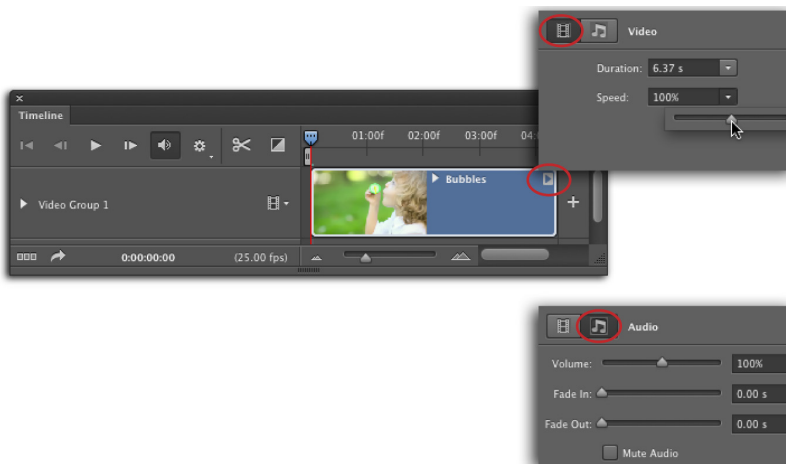 Video
Duration: 6.37 s
Speed: 100%
×
Timeline
01:00f 02:00f 03:00f 04:
Bubbles
Video Group 1
0:00:00:00 (25.00 fps)
Audio
Volume: 100%
Fade In: 0.00 s
Fade Out: 0.00 s
Mute Audio